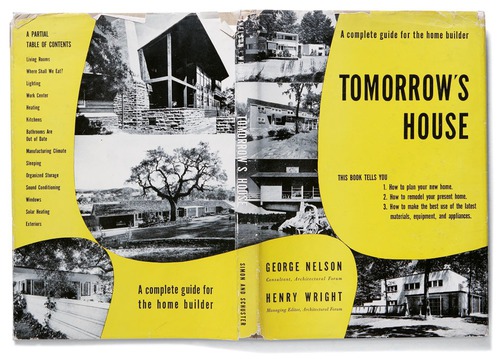 A PARTIAL
TABLE OF CONTENTS
Living Rooms
Where Shall We Eat?
Lighting
Work Center
Heating
Kitchens
Bathrooms Are
Out of Date
Manufacturing Climate
Sleeping
Organized Storage
Sound Conditioning
Windows
Solar Heating
Exteriors
A complete guide for
the home builder
TOMORROW'S HOUSE
SIMON AND SCHUSTER
A complete guide for the home builder
TOMORROW'S
HOUSE
THIS BOOK TELLS YOU
1. How to plan your new home.
2. How to remodel your present home.
3. How to make the best use of the latest
materials, equipment, and appliances.
GEORGE NELSON
Consultant, Architectural Forum
HENRY WRIGHT
Managing Editor, Architectural Forum